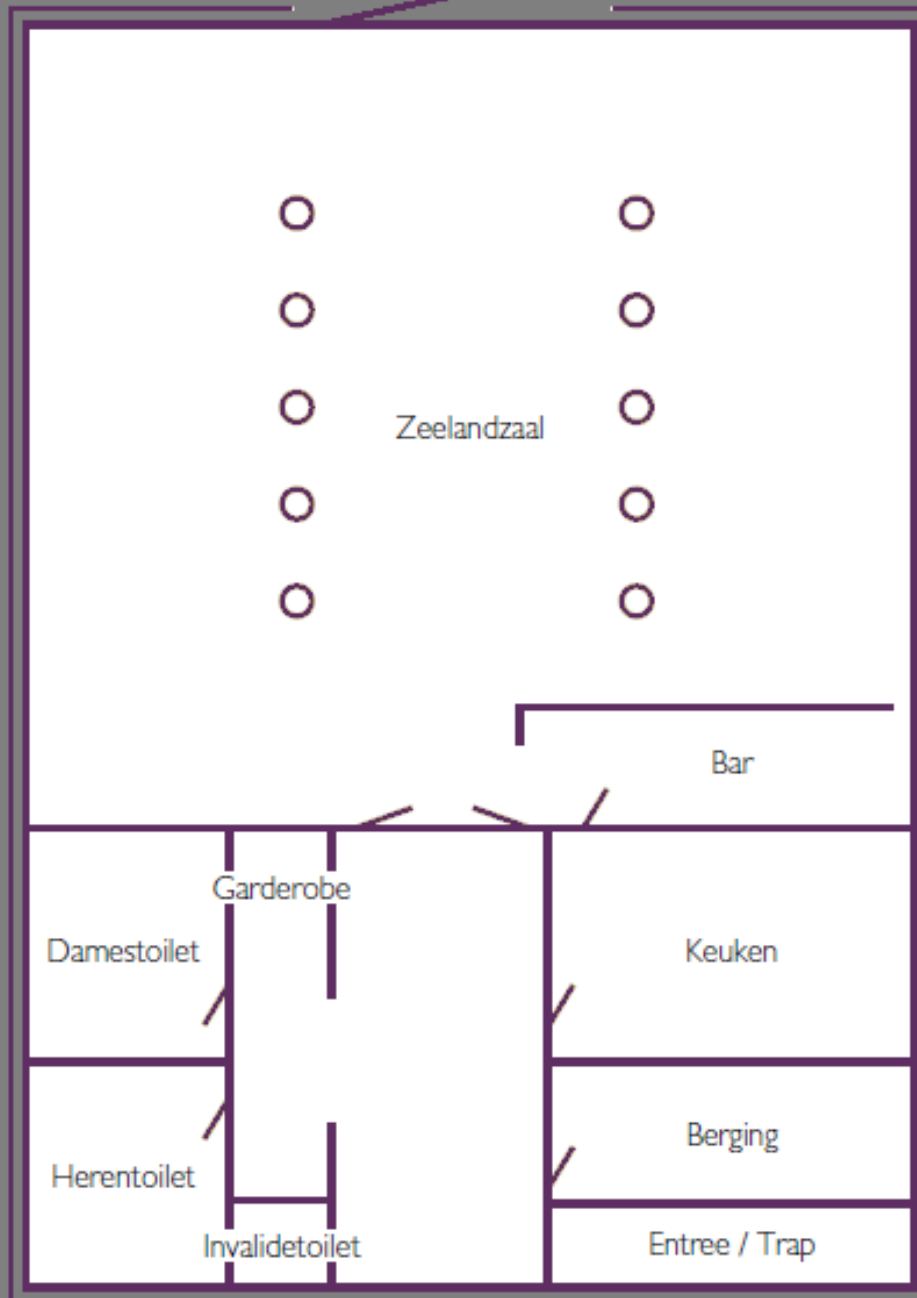 Zeelandzaal
Bar
Garderobe
Damestoilet
Keuken
Berging
Herentoilet
Invalidetoilet
Entree / Trap